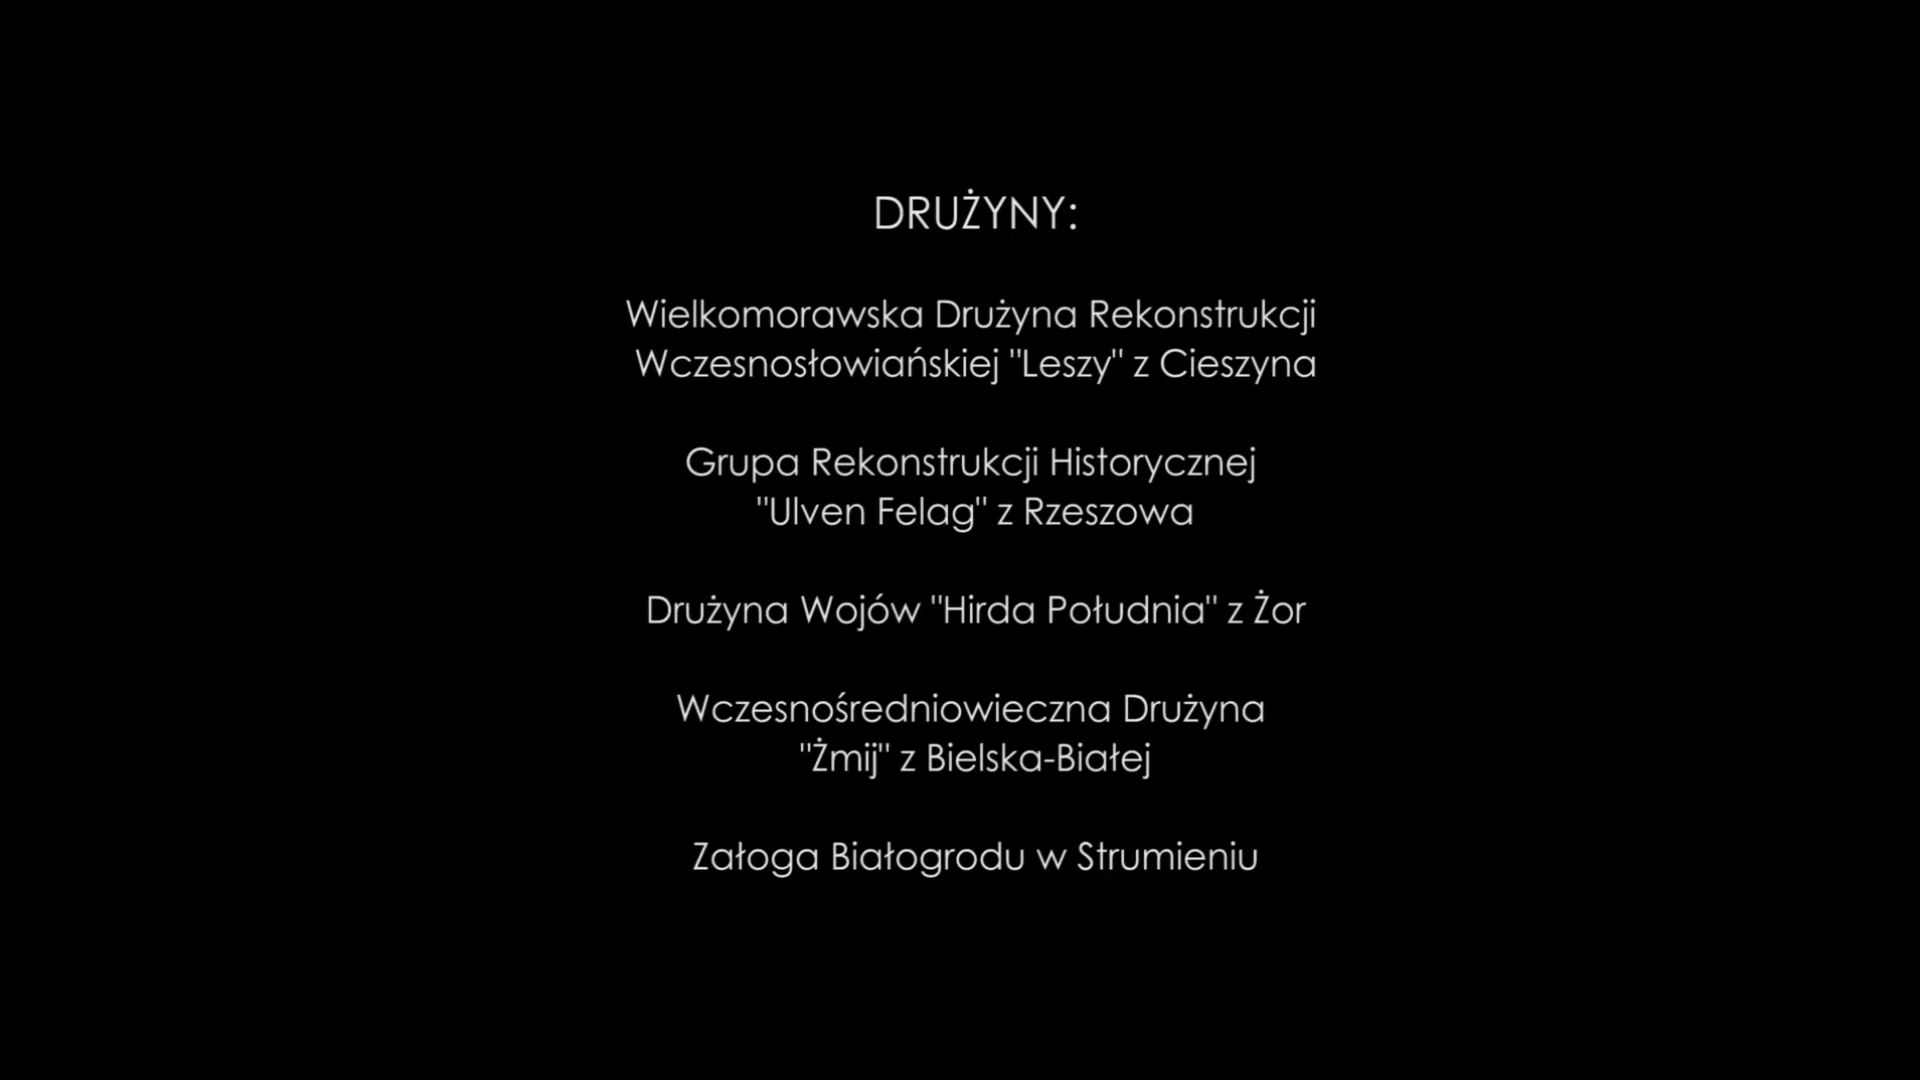 DRUŻYNY:
Wielkomorawska Drużyna Rekonstrukcji
Wczesnosłowiańskiej "Leszy" z Cieszyna
Grupa Rekonstrukcji Historycznej
"Ulven Felag" z Rzeszowa
Drużyna Wojów "Hirda Południa" z Żor
Wczesnośredniowieczna Drużyna
"Żmij" z Bielska-Białej
Załoga Białogrodu w Strumieniu